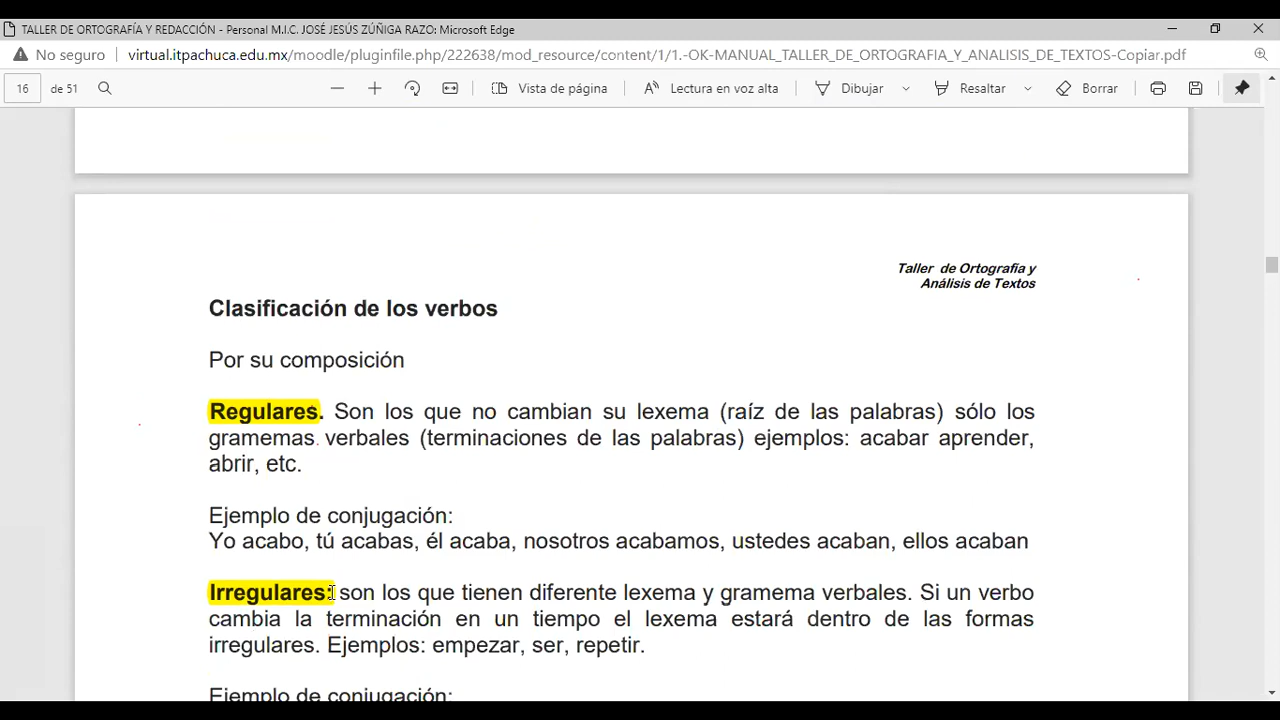 TALLER DE ORTOGRAFÍA Y REDACCIÓN - Personal M.I.C. JOSÉ JESÚS ZÚÑIGA RAZO: Microsoft Edge
No seguro virtual.itpachuca.edu.mx/moodle/pluginfile.php/222638/mod_resource/content/1/1.-OK-MANUAL_TALLER_DE_ORTOGRAFIA_Y_ANALISIS_DE_TEXTOS-Copiar.pdf
16 de 51 Vista de página Lectura en voz alta Dibujar Resaltar Borrar
Taller de Ortografía y
Análisis de Textos
Clasificación de los verbos
Por su composición
Regulares. Son los que no cambian su lexema (raíz de las palabras) sólo los
gramemas verbales (terminaciones de las palabras) ejemplos: acabar aprender,
abrir, etc.
Ejemplo de conjugación:
Yo acabo, tú acabas, él acaba, nosotros acabamos, ustedes acaban, ellos acaban
Irregulares: son los que tienen diferente lexema y gramema verbales. Si un verbo
cambia la terminación en un tiempo el lexema estará dentro de las formas
irregulares. Ejemplos: empezar, ser, repetir.
Ejemplo de conjugación: